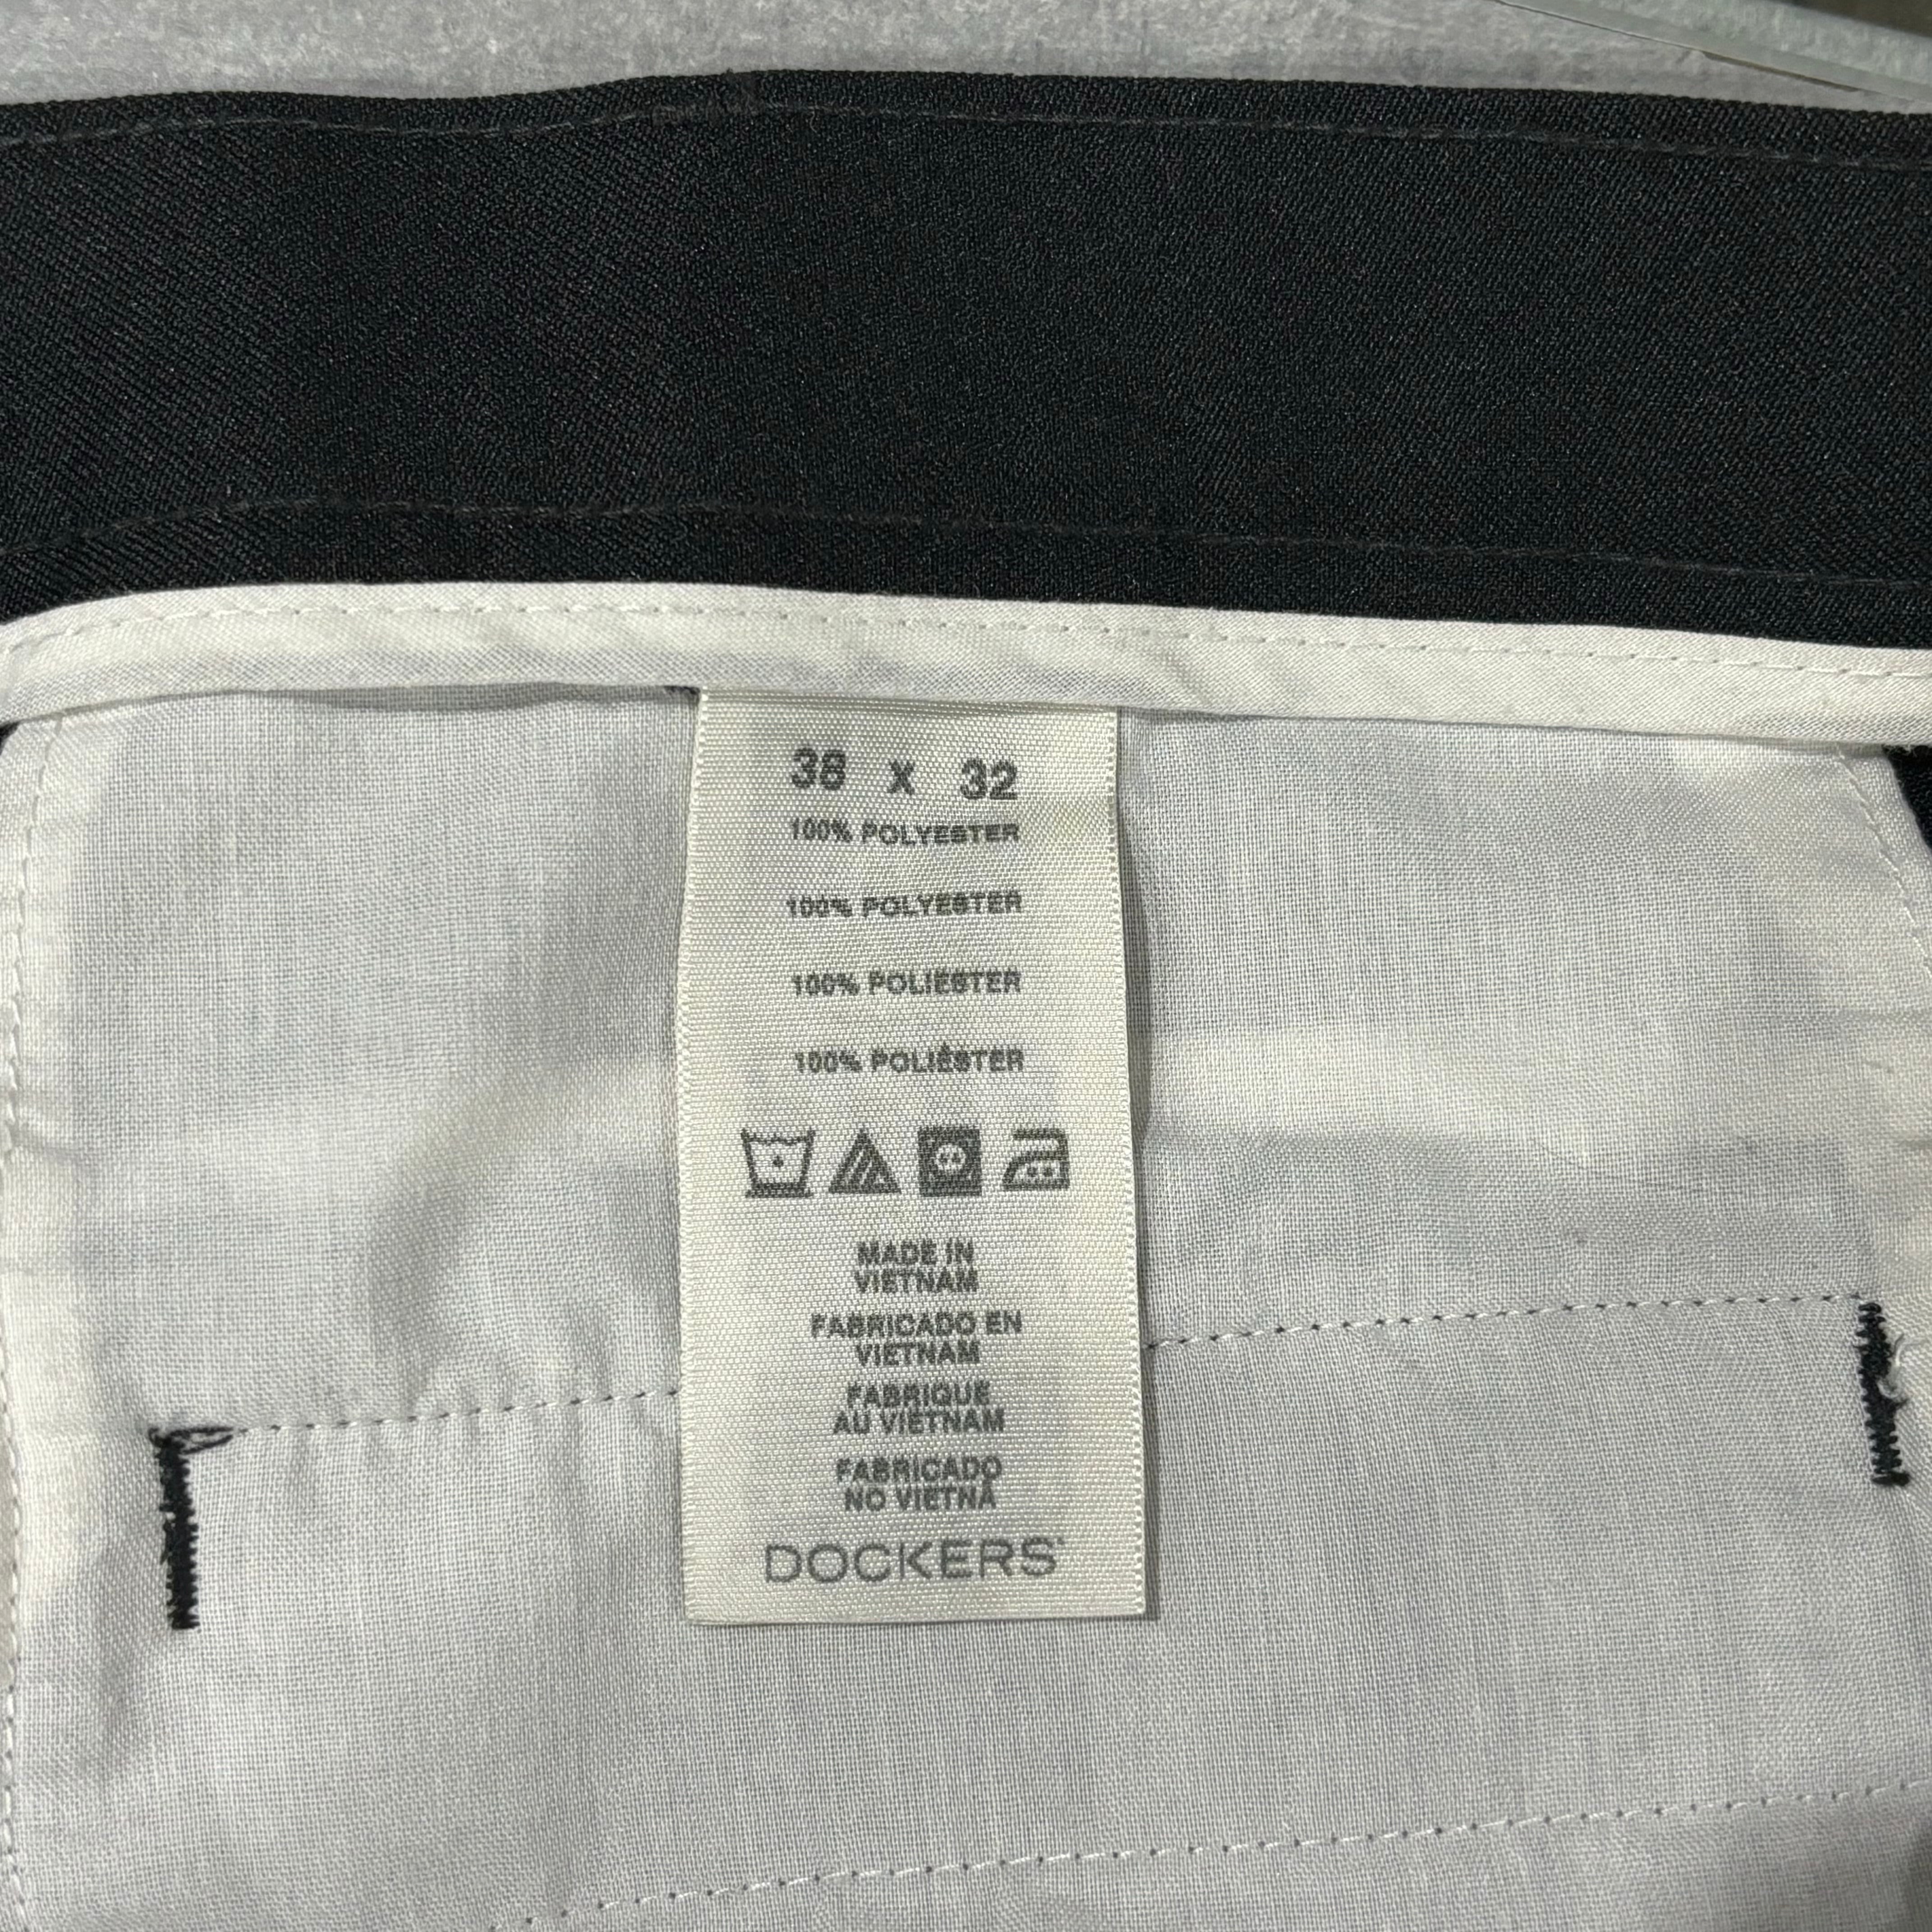 38 X 32
100% POLYESTER
100% POLYESTER
100% POLIÉSTER
100% POLIÉSTER
MADE IN
VIETNAM
FABRICADO EN
VIETNAM
FABRIQUE
AU VIETNAM
FABRICADO
NO VIETNÃ
DOCKERS®